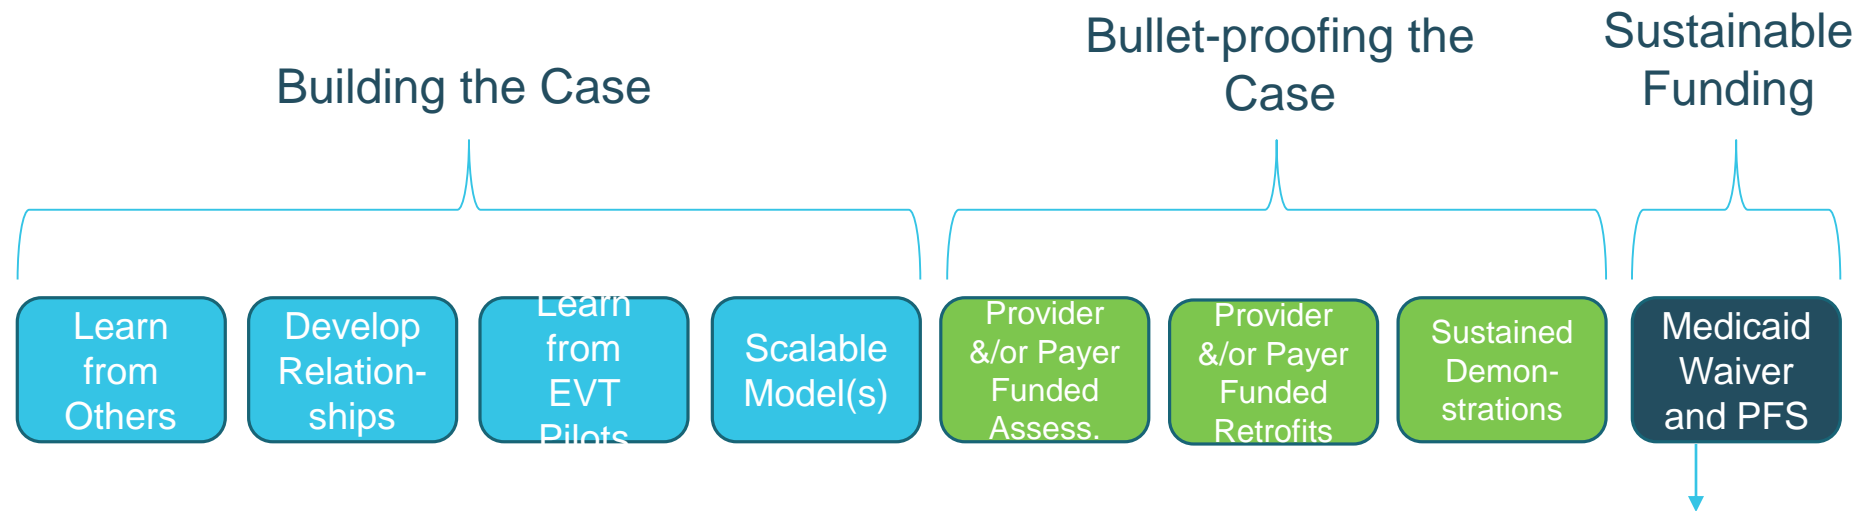 Building the Case
Bullet-proofing the
Case
Sustainable
Funding
Learn
from
Others
Develop
Relation-
ships
Learn
from
EVT
Pilots
Scalable
Model(s)
Provider
&/or Payer
Funded
Assess.
Provider
&/or Payer
Funded
Retrofits
Sustained
Demon-
strations
Medicaid
Waiver
and PFS